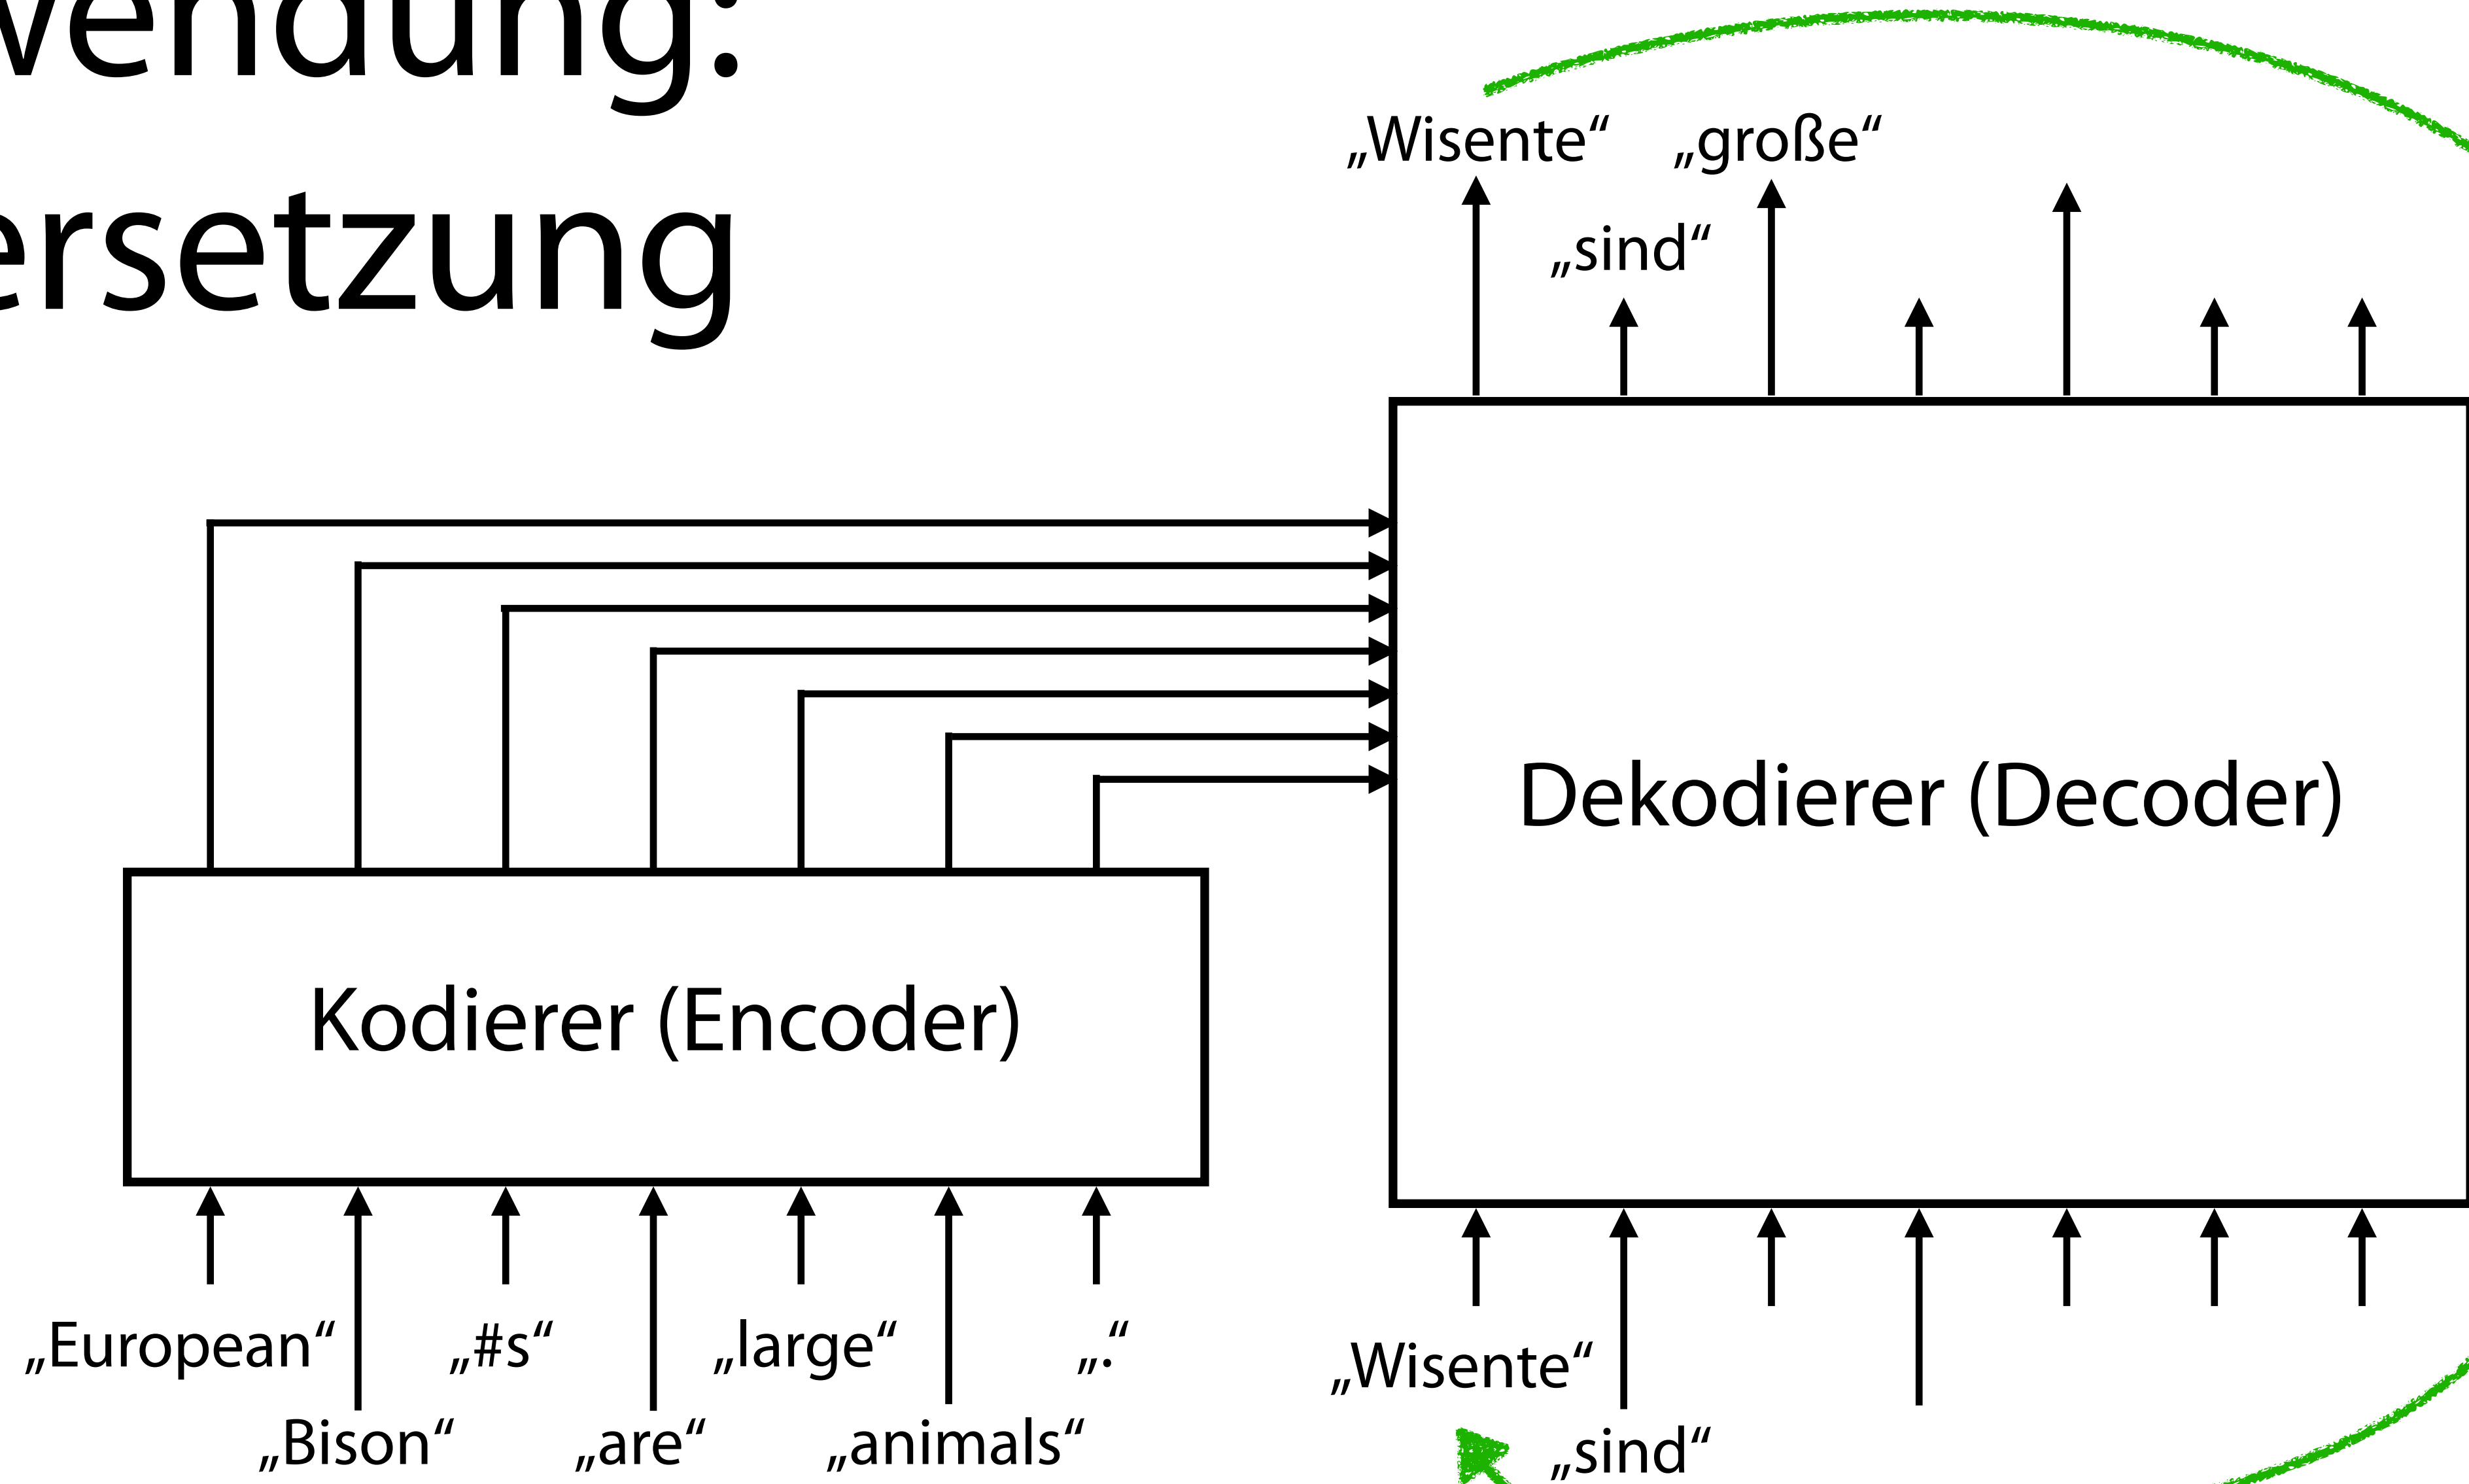 wendung:
ersetzung
„Wisente“ „große“
„sind“
Dekodierer (Decoder)
Kodierer (Encoder)
„European“ „#s“ „large“ „.“
„Bison“ „are“ „animals“
„Wisente“
„sind“